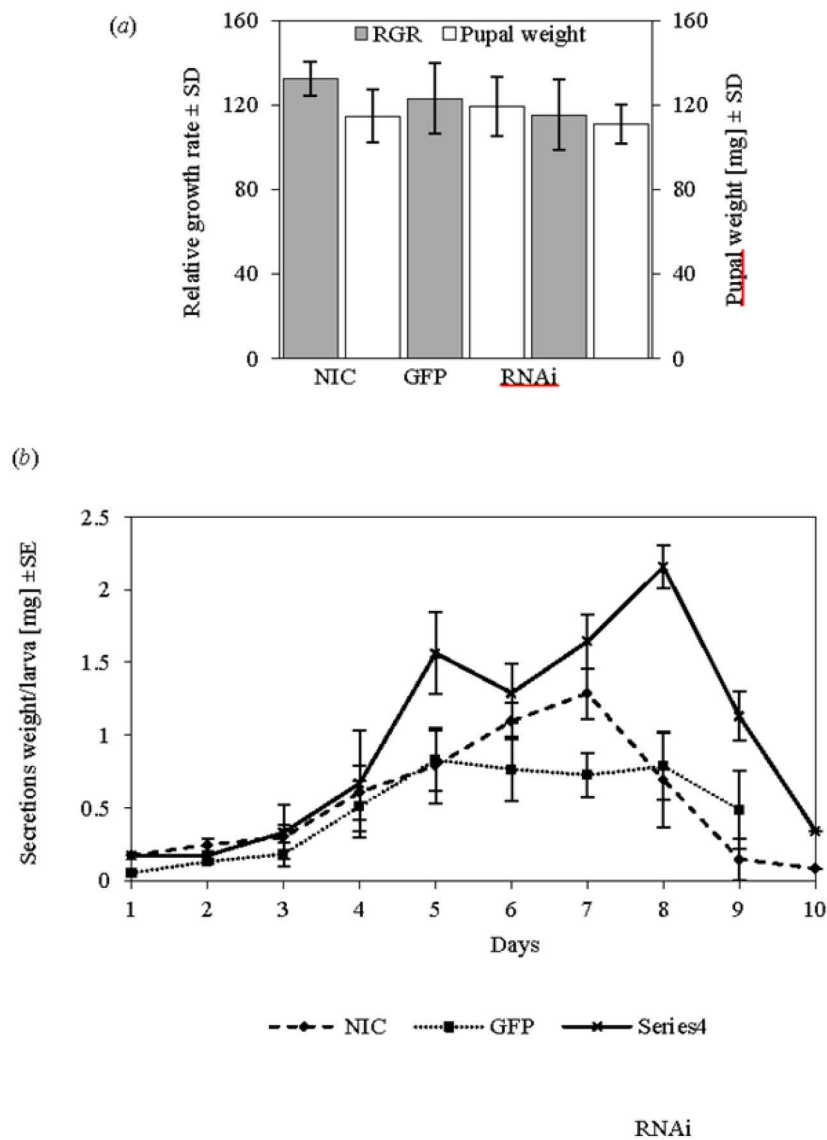 (a)
RGR Pupal weight
Relative growth rate ± SD
160
120
80
40
0
160
120
80
40
0
Pupal weight [mg] ± SD
NIC GFP RNAi
(b)
Secretions weight/larva [mg] ±SE
2.5
2
1.5
1
0.5
0
1 2 3 4 5 6 7 8 9 10
Days
NIC GFP Series4
RNAi